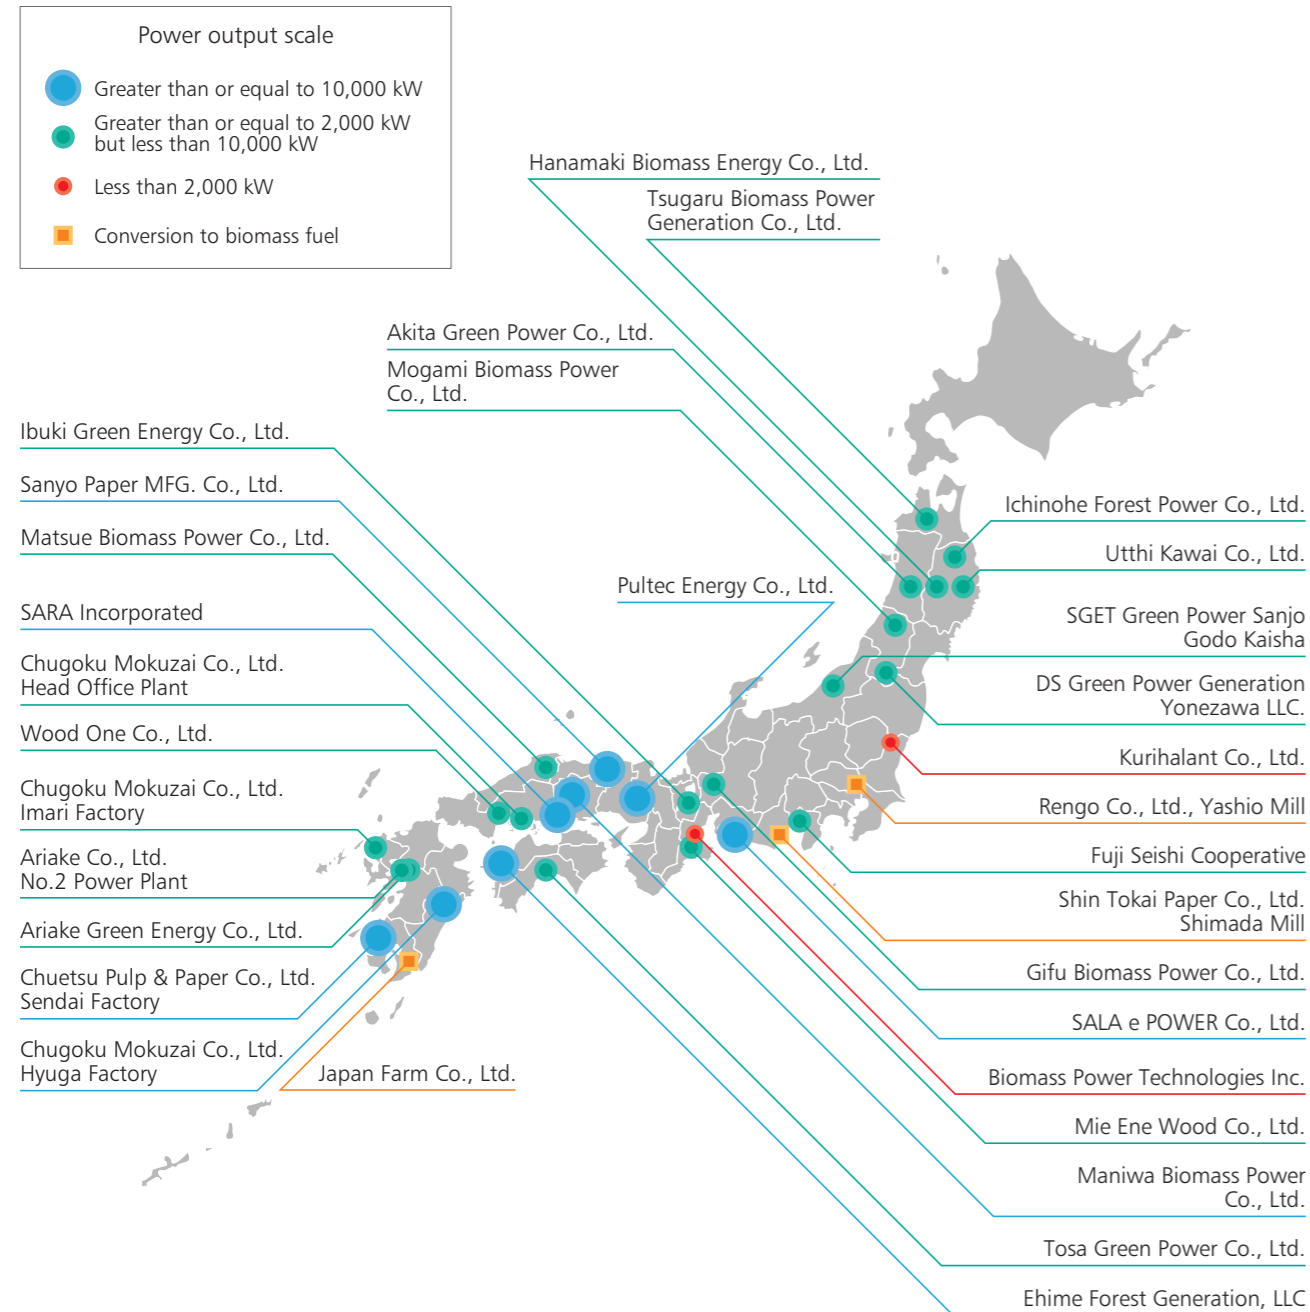 Power output scale
Greater than or equal to 10,000 kW
Greater than or equal to 2,000 kW
but less than 10,000 kW
Less than 2,000 kW
Conversion to biomass fuel
Hanamaki Biomass Energy Co., Ltd.
Tsugaru Biomass Power
Generation Co., Ltd.
Akita Green Power Co., Ltd.
Mogami Biomass Power
Co., Ltd.
Ibuki Green Energy Co., Ltd.
Sanyo Paper MFG. Co., Ltd.
Matsue Biomass Power Co., Ltd.
SARA Incorporated
Chugoku Mokuzai Co., Ltd.
Head Office Plant
Wood One Co., Ltd.
Chugoku Mokuzai Co., Ltd.
Imari Factory
Ariake Co., Ltd.
No.2 Power Plant
Ariake Green Energy Co., Ltd.
Chuetsu Pulp & Paper Co., Ltd.
Sendai Factory
Chugoku Mokuzai Co., Ltd.
Hyuga Factory
Japan Farm Co., Ltd.
Pultec Energy Co., Ltd.
Ichinohe Forest Power Co., Ltd.
Utthi Kawai Co., Ltd.
SGET Green Power Sanjo
Godo Kaisha
DS Green Power Generation
Yonezawa LLC.
Kurihalant Co., Ltd.
Rengo Co., Ltd., Yashio Mill
Fuji Seishi Cooperative
Shin Tokai Paper Co., Ltd.
Shimada Mill
Gifu Biomass Power Co., Ltd.
SALA e POWER Co., Ltd.
Biomass Power Technologies Inc.
Mie Ene Wood Co., Ltd.
Maniwa Biomass Power
Co., Ltd.
Tosa Green Power Co., Ltd.
Ehime Forest Generation, LLC